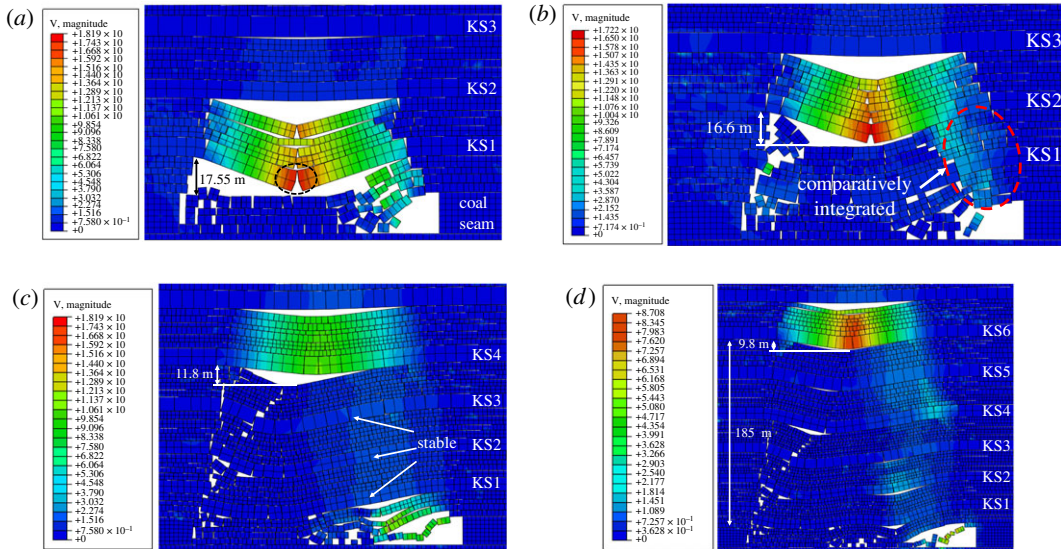 (a)
V, magnitude
+1.819 × 10
+1.743 × 10
+1.668 × 10
+1.592 × 10
+1.516 × 10
+1.440 × 10
+1.364 × 10
+1.289 × 10
+1.213 × 10
+1.137 × 10
+1.061 × 10
+9.854
+9.096
+8.338
+7.580
+6.822
+6.064
+5.306
+4.548
+3.790
+3.032
+2.274
+1.516
+7.580 × 10⁻¹
+0
KS3
KS2
KS1
17.55 m
coal
seam
(b)
V, magnitude
+1.722 × 10
+1.650 × 10
+1.578 × 10
+1.507 × 10
+1.435 × 10
+1.363 × 10
+1.291 × 10
+1.220 × 10
+1.148 × 10
+1.076 × 10
+1.004 × 10
+9.326
+8.609
+7.891
+7.174
+6.457
+5.739
+5.022
+4.304
+3.587
+2.870
+2.152
+1.435
+7.174 × 10⁻¹
+0
KS3
KS2
16.6 m
KS1
comparatively
integrated
(c)
V, magnitude
+1.819 × 10
+1.743 × 10
+1.668 × 10
+1.592 × 10
+1.516 × 10
+1.440 × 10
+1.364 × 10
+1.289 × 10
+1.213 × 10
+1.137 × 10
+1.061 × 10
+9.854
+9.096
+8.338
+7.580
+6.822
+6.064
+5.306
+4.548
+3.790
+3.032
+2.274
+1.516
+7.580 × 10⁻¹
+0
KS4
11.8 m
KS3
stable
KS2
KS1
(d)
V, magnitude
+8.708
+8.345
+7.983
+7.620
+7.257
+6.894
+6.531
+6.168
+5.805
+5.443
+5.080
+4.717
+4.354
+3.991
+3.628
+3.266
+2.903
+2.540
+2.177
+1.814
+1.451
+1.089
+7.257 × 10⁻¹
+3.628 × 10⁻¹
+0
KS6
9.8 m
KS5
KS4
185 m
KS3
KS2
KS1